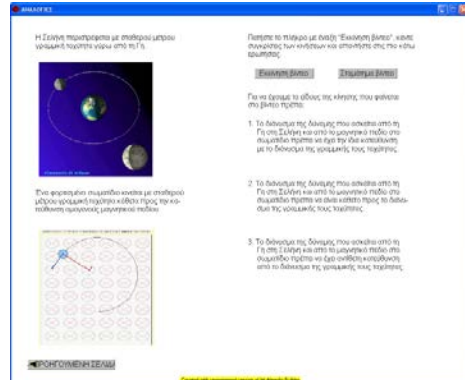 ΑΝΑΛΟΓΙΕΣ
Η Σελήνη περιστρέφεται με σταθερού μέτρου
γραμμική ταχύτητα γύρω από τη Γη.
Ένα φορτισμένο σωματίδιο κινείται με σταθερού
μέτρου γραμμική ταχύτητα κάθετα προς την κα-
τεύθυνση ομογενούς μαγνητικού πεδίου.
ΠΡΟΗΓΟΥΜΕΝΗ ΣΕΛΙΔΑ
Πατήστε το πλήκτρο με ένδειξη "Εκκίνηση βίντεο", κάντε
συγκρίσεις των κινήσεων και απαντήστε στις πιο κάτω
ερωτήσεις.
Εκκίνηση βίντεο
Σταμάτημα βίντεο
Για να έχουμε το είδος της κίνησης που φαίνεται
στο βίντεο πρέπει:
1. Το διάνυσμα της δύναμης που ασκείται από τη
Γη στη Σελήνη και από το μαγνητικό πεδίο στο
σωματίδιο πρέπει να έχει την ίδια κατεύθυνση
με το διάνυσμα της γραμμικής τους ταχύτητας.
2. Το διάνυσμα της δύναμης που ασκείται από τη
Γη στη Σελήνη και από το μαγνητικό πεδίο στο
σωματίδιο πρέπει να είναι κάθετο προς το διάνυ-
σμα της γραμμικής τους ταχύτητας.
3. Το διάνυσμα της δύναμης που ασκείται από τη
Γη στη Σελήνη και από το μαγνητικό πεδίο στο
σωματίδιο πρέπει να έχει αντίθετη κατεύθυνση
από το διάνυσμα της γραμμικής τους ταχύτητας.